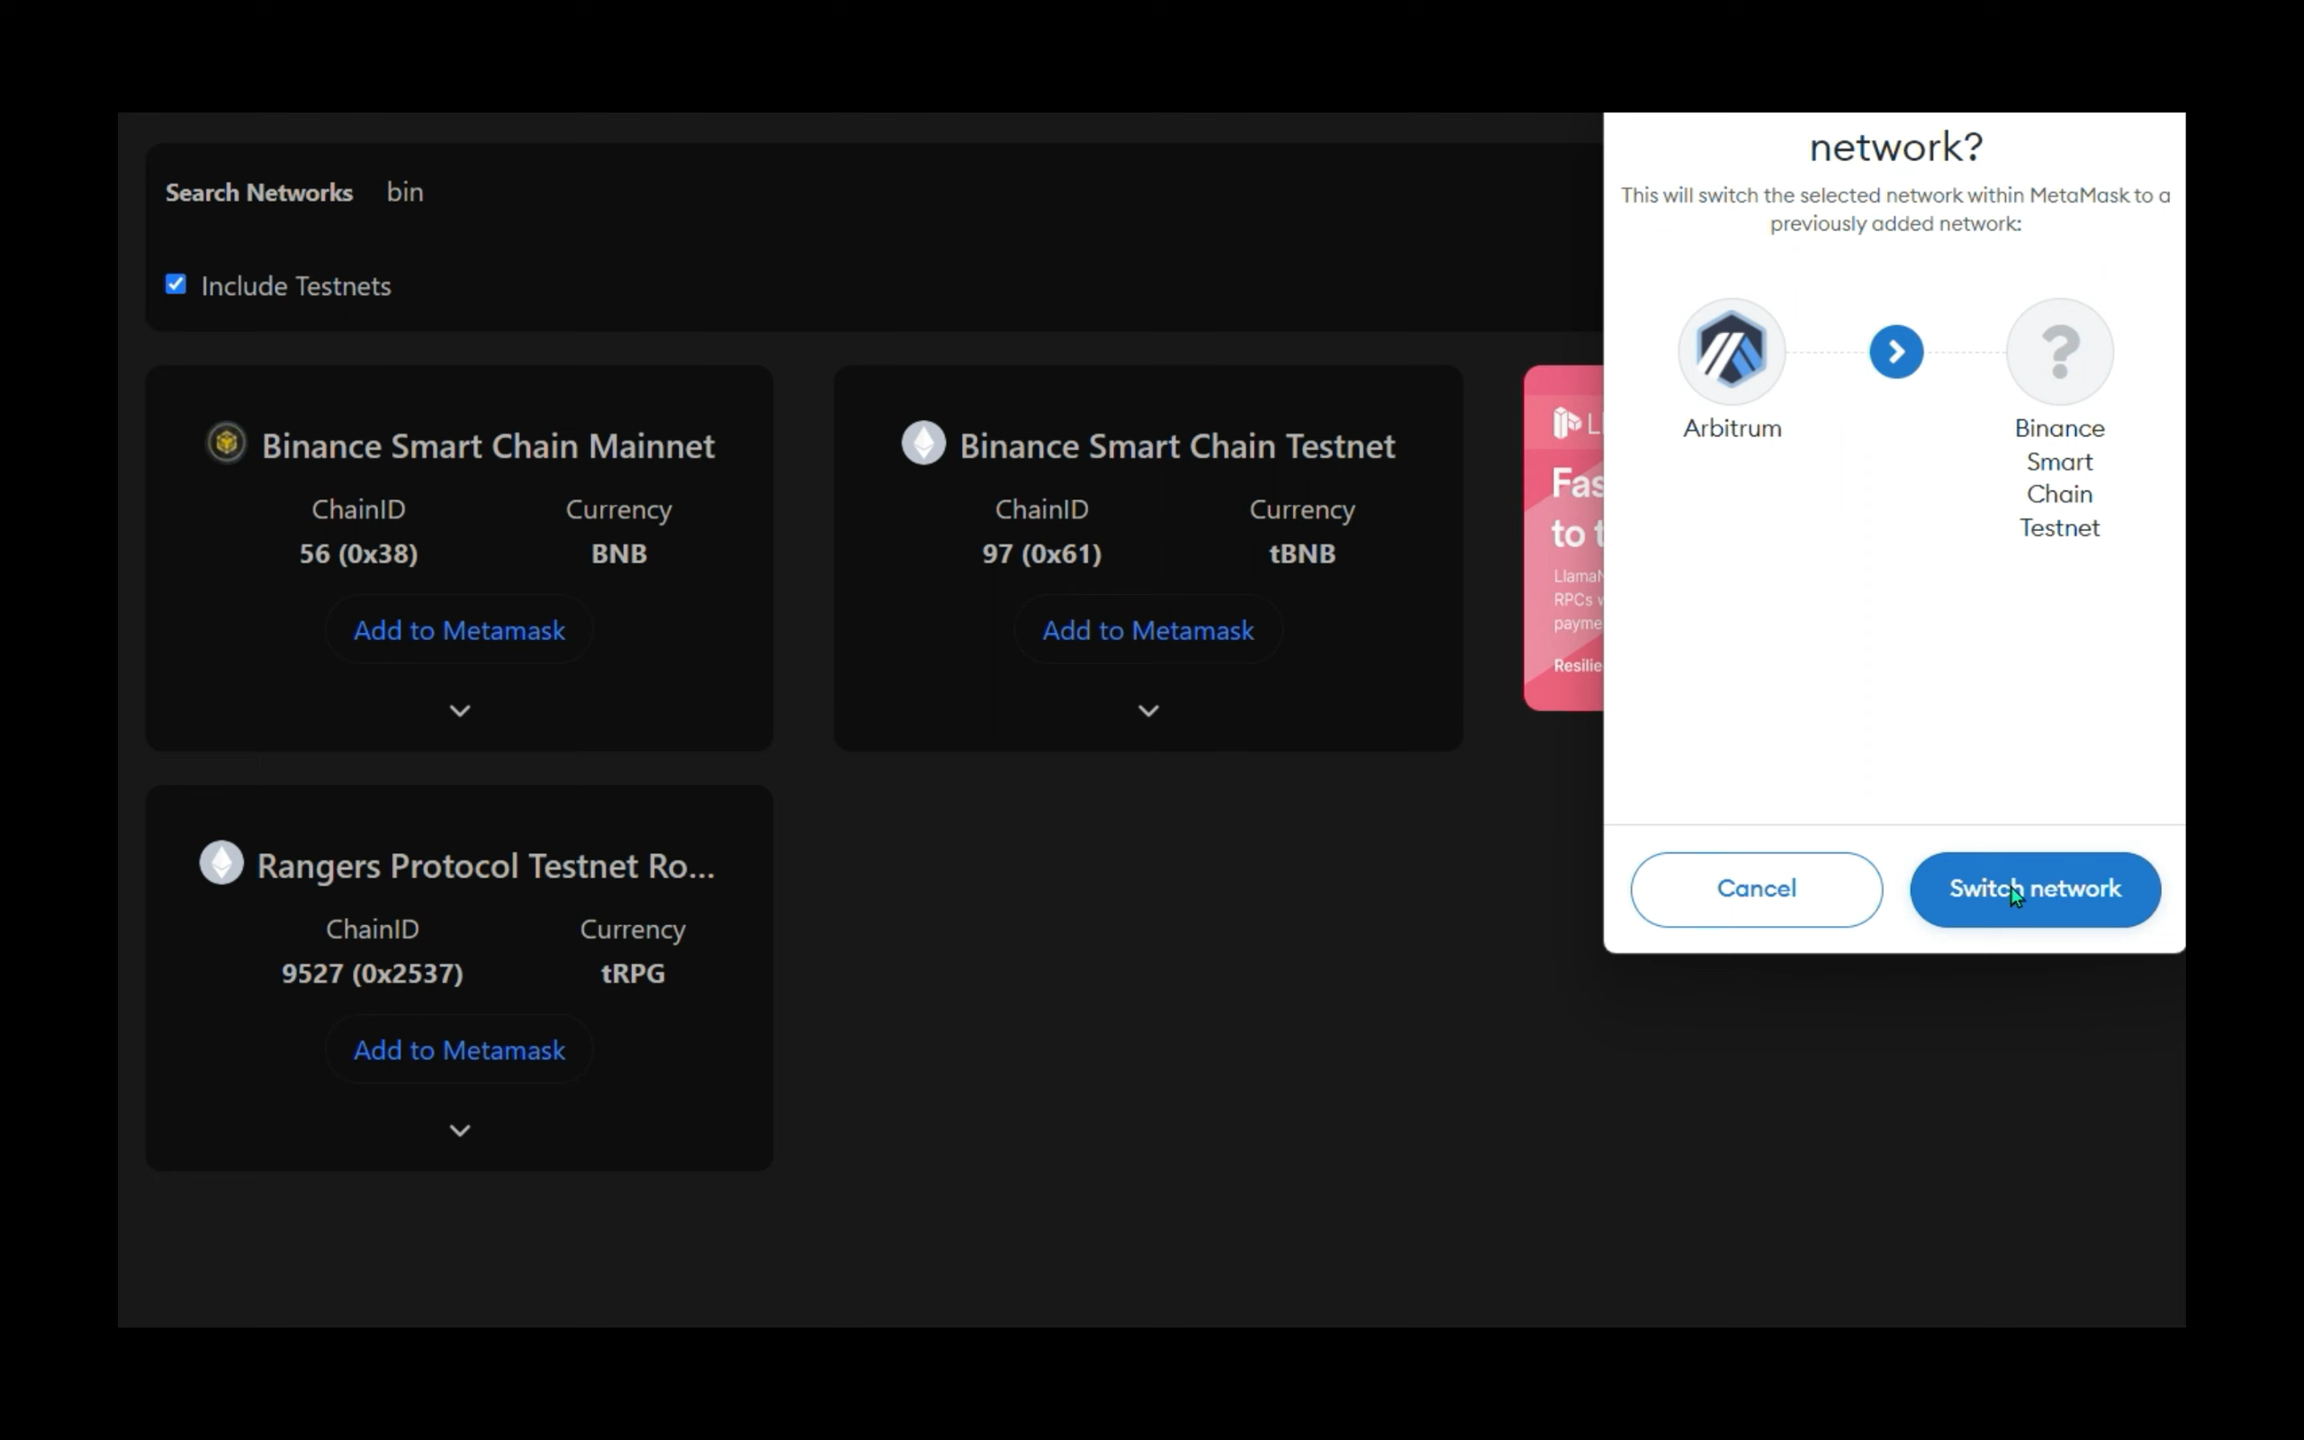 Search Networks bin
Include Testnets
Binance Smart Chain Mainnet
ChainID Currency
56 (0x38) BNB
Add to Metamask
Binance Smart Chain Testnet
ChainID Currency
97 (0x61) tBNB
Add to Metamask
Rangers Protocol Testnet Ro...
ChainID Currency
9527 (0x2537) tRPG
Add to Metamask
to
RPCs
network?
This will switch the selected network within MetaMask to a
previously added network:
Arbitrum
Binance
Smart
Chain
Testnet
Cancel
Switch network